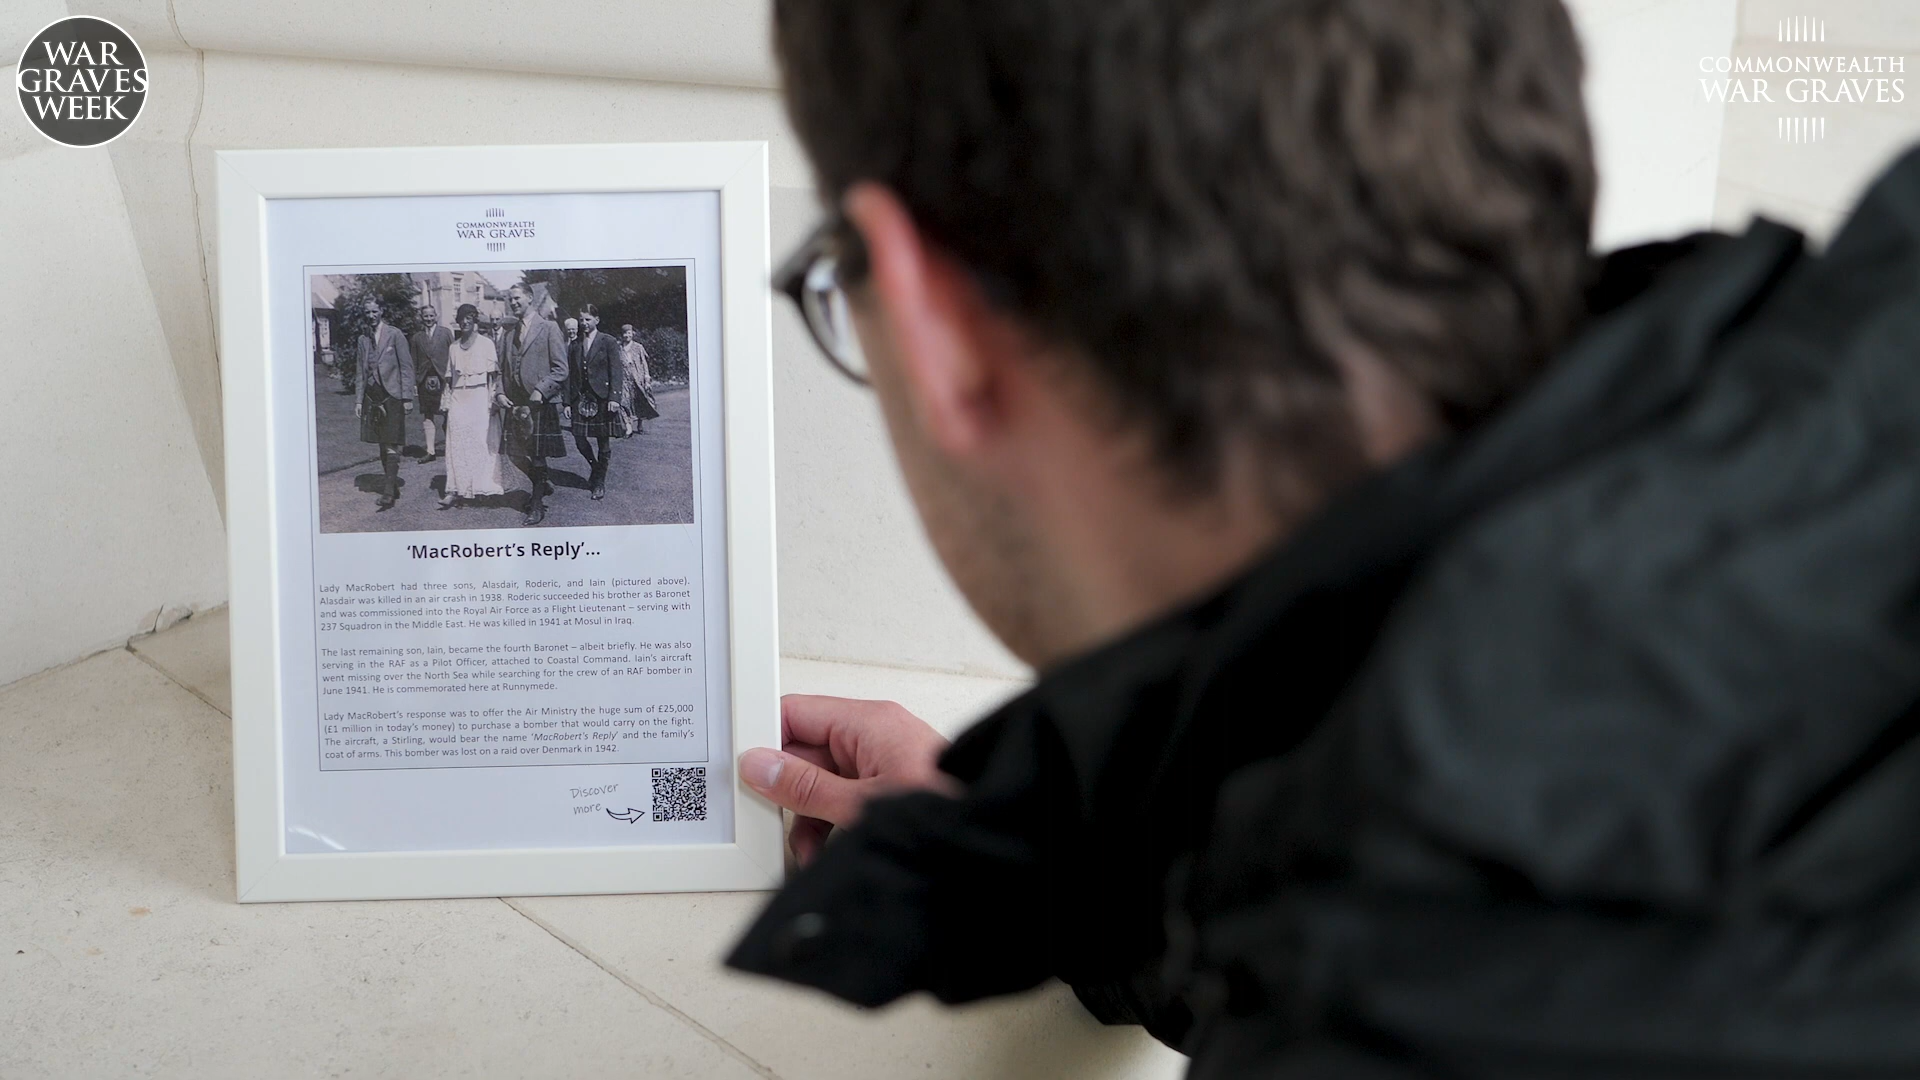 WAR
GRAVES
WEEK
COMMONWEALTH
WAR GRAVES
COMMONWEALTH
WAR GRAVES
‘MacRobert’s Reply’...
Lady MacRobert had three sons, Alasdair, Roderic, and Iain (pictured above).
Alasdair was killed in an air crash in 1938. Roderic succeeded his brother as Baronet
and was commissioned into the Royal Air Force as a Flight Lieutenant – serving with
237 Squadron in the Middle East. He was killed in 1941 at Mosul in Iraq.
The last remaining son, Iain, became the fourth Baronet – albeit briefly. He was also
serving in the RAF as a Pilot Officer, attached to Coastal Command. Iain's aircraft
went missing over the North Sea while searching for the crew of an RAF bomber in
June 1941. He is commemorated here at Runnymede.
Lady MacRobert's response was to offer the Air Ministry the huge sum of £25,000
(£1 million in today's money) to purchase a bomber that would carry on the fight.
The aircraft, a Stirling, would bear the name 'MacRobert's Reply' and the family's
coat of arms. This bomber was lost on a raid over Denmark in 1942.
Discover
more